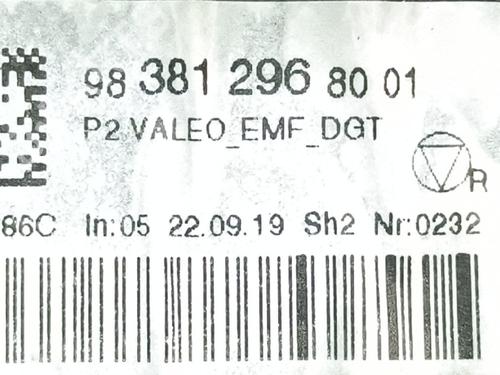 98 381 296 80 01
P2 VALEO_EMF_DGT
R
86C In:05 22.09.19 Sh2 Nr:0232